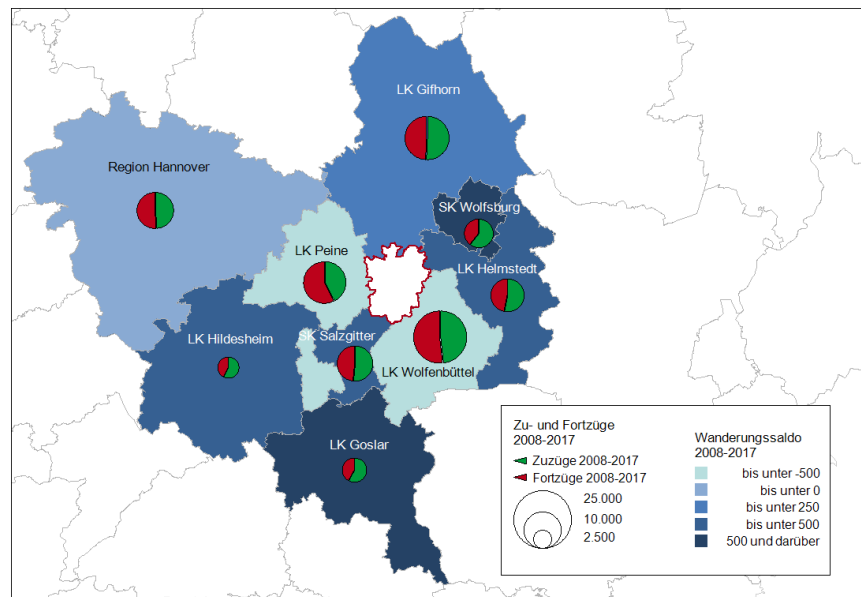 LK Gifhorn
Region Hannover
SK Wolfsburg
LK Peine
LK Helmstedt
SK Salzgitter
LK Hildesheim
LK Wolfenbüttel
LK Goslar
Zu- und Fortzüge
2008-2017
Zuzüge 2008-2017
Fortzüge 2008-2017
25.000
10.000
2.500
Wanderungssaldo
2008-2017
bis unter -500
bis unter 0
bis unter 250
bis unter 500
500 und darüber